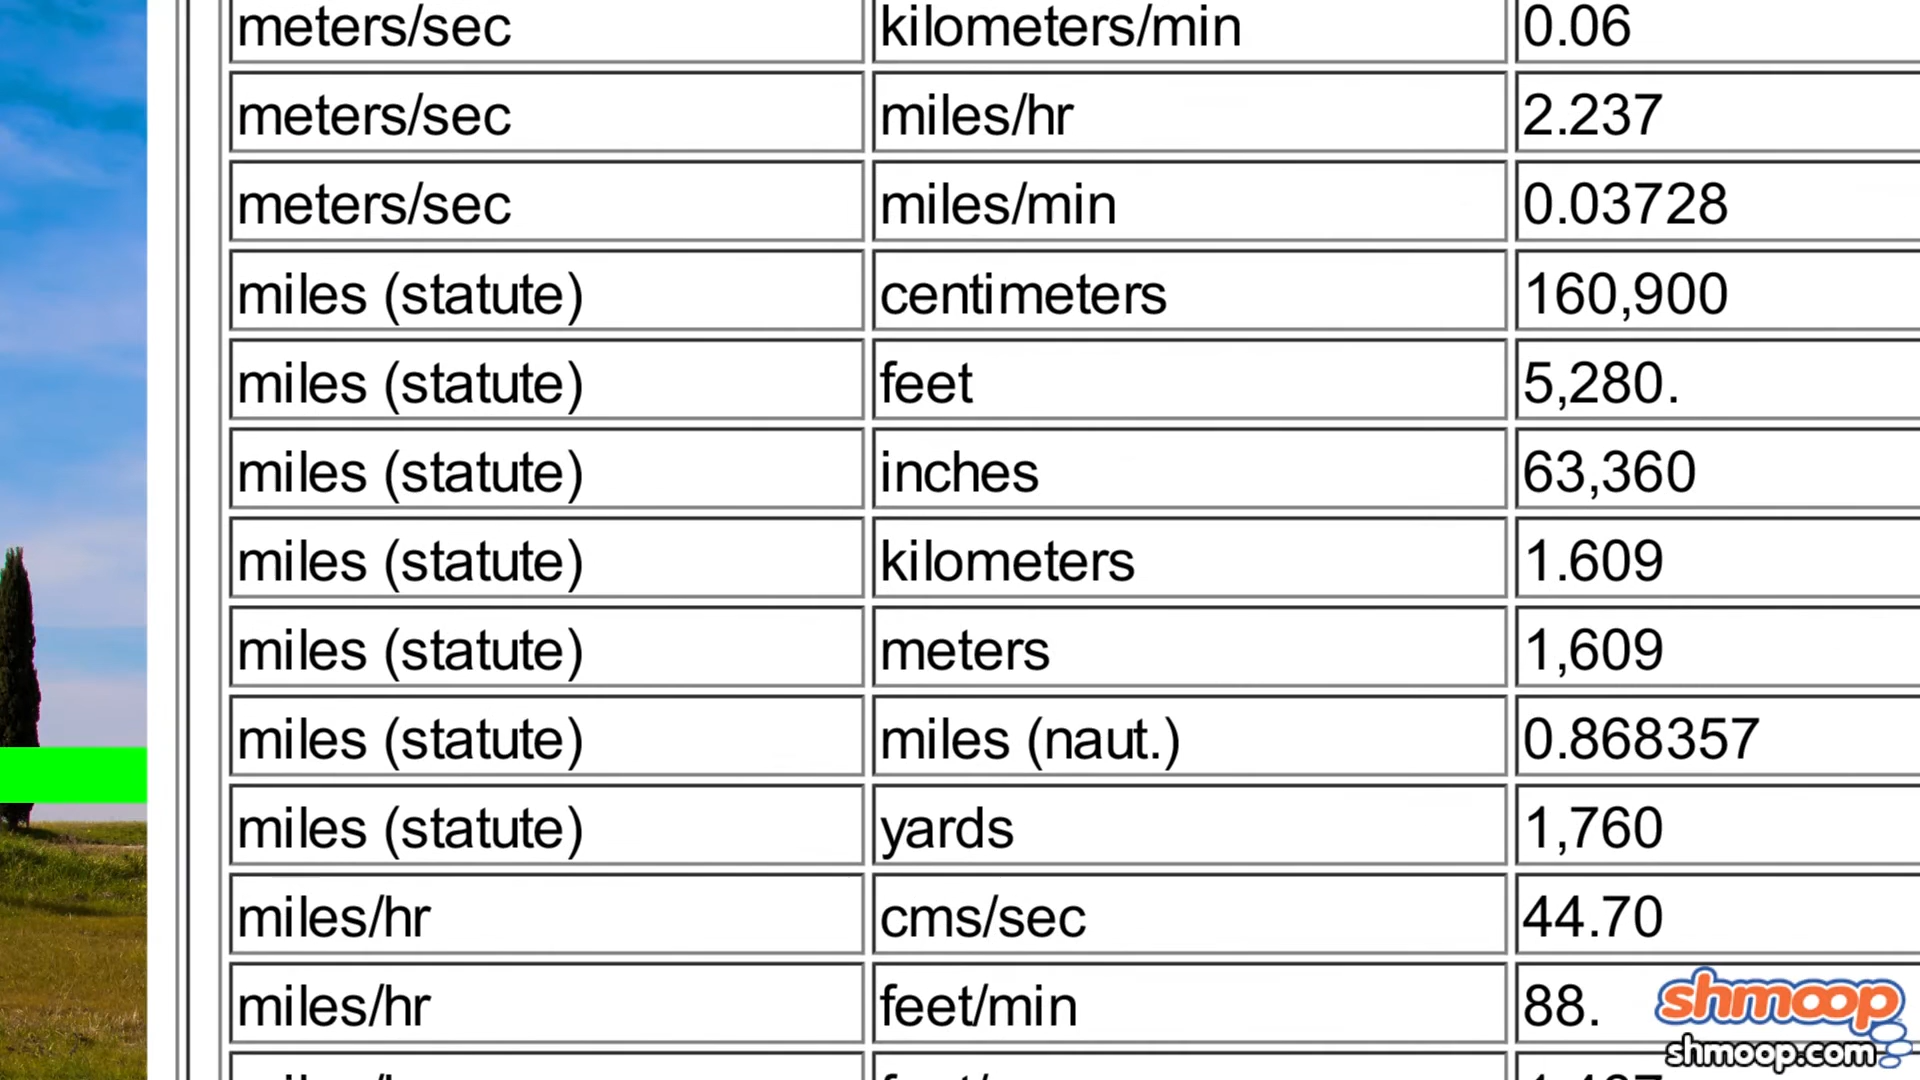 meters/sec kilometers/min 0.06
meters/sec miles/hr 2.237
meters/sec miles/min 0.03728
miles (statute) centimeters 160,900
miles (statute) feet 5,280.
miles (statute) inches 63,360
miles (statute) kilometers 1.609
miles (statute) meters 1,609
miles (statute) miles (naut.) 0.868357
miles (statute) yards 1,760
miles/hr cms/sec 44.70
miles/hr feet/min 88.
shmoop
shmoop.com